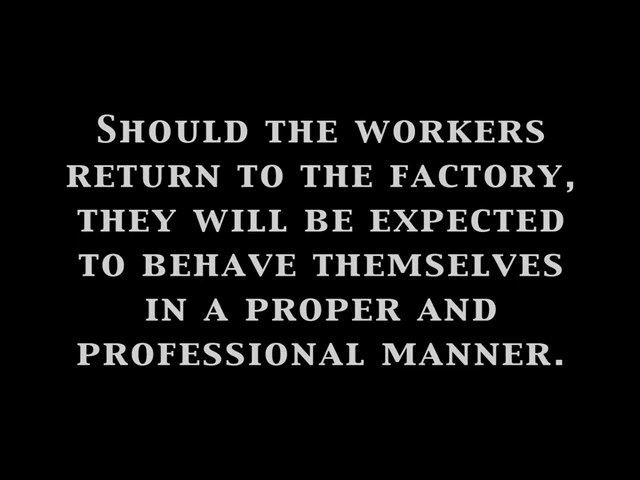 Should the workers
return to the factory,
they will be expected
to behave themselves
in a proper and
professional manner.